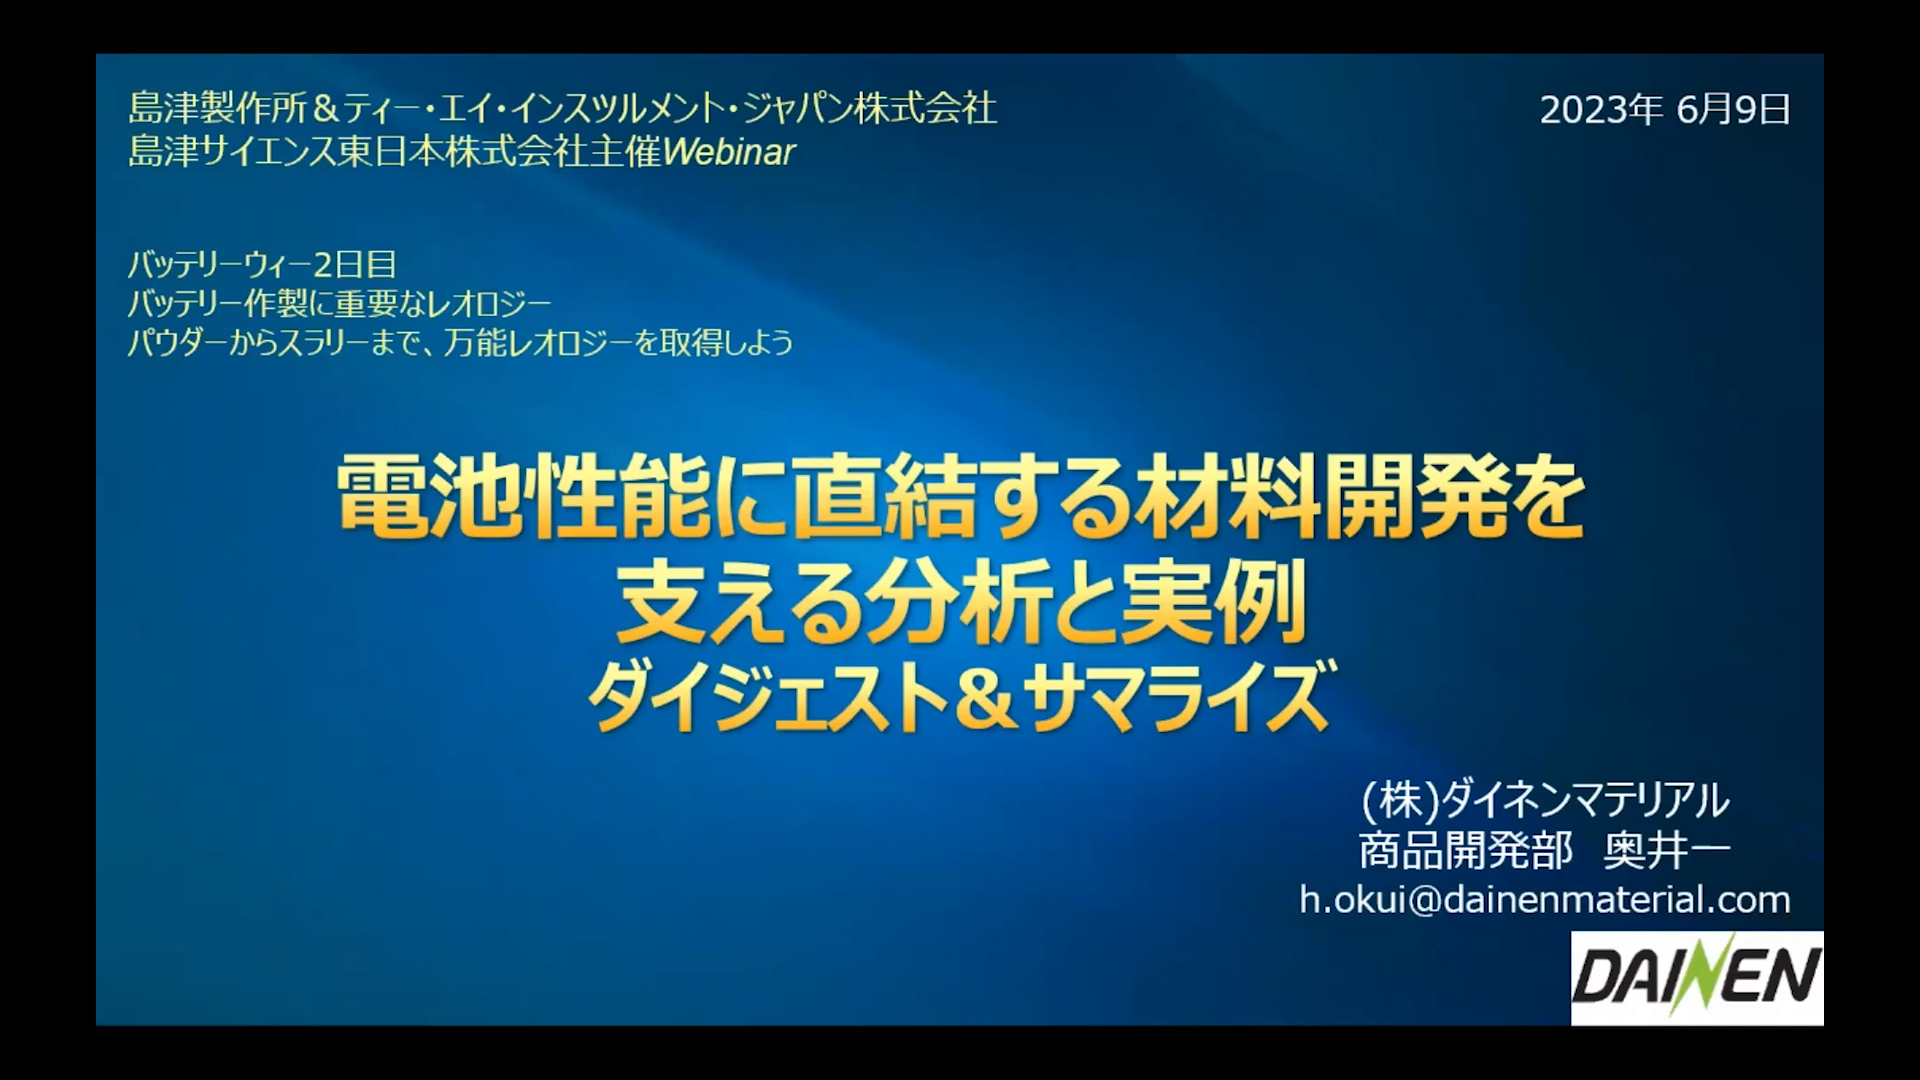 島津製作所＆ティー・エイ・インスツルメント・ジャパン株式会社
島津サイエンス東日本株式会社主催Webinar
2023年 6月9日
バッテリーウィー2日目
バッテリー作製に重要なレオロジー
パウダーからスラリーまで、万能レオロジーを取得しよう
電池性能に直結する材料開発を
支える分析と実例
ダイジェスト＆サマライズ
(株)ダイネンマテリアル
商品開発部　奥井一
h.okui@dainenmaterial.com
DAINEN